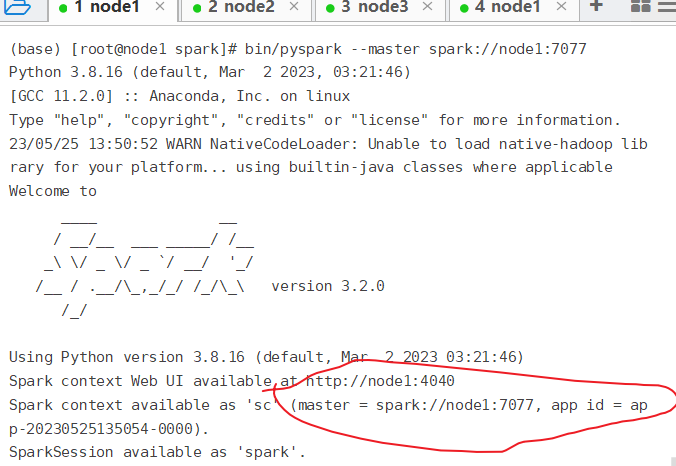 1 node1 × 2 node2 × 3 node3 × 4 node1 × +
(base) [root@node1 spark]# bin/pyspark --master spark://node1:7077
Python 3.8.16 (default, Mar  2 2023, 03:21:46)
[GCC 11.2.0] :: Anaconda, Inc. on linux
Type "help", "copyright", "credits" or "license" for more information.
23/05/25 13:50:52 WARN NativeCodeLoader: Unable to load native-hadoop lib
rary for your platform... using builtin-java classes where applicable
Welcome to
      ____              __
     / __/__  ___ _____/ /__
    _\ \/ _ \/ _ `/ __/  '_/
   /__ / .__/\_,_/_/ /_/\_\   version 3.2.0
      /_/
Using Python version 3.8.16 (default, Mar  2 2023 03:21:46)
Spark context Web UI available at http://node1:4040
Spark context available as 'sc' (master = spark://node1:7077, app id = ap
p-20230525135054-0000).
SparkSession available as 'spark'.